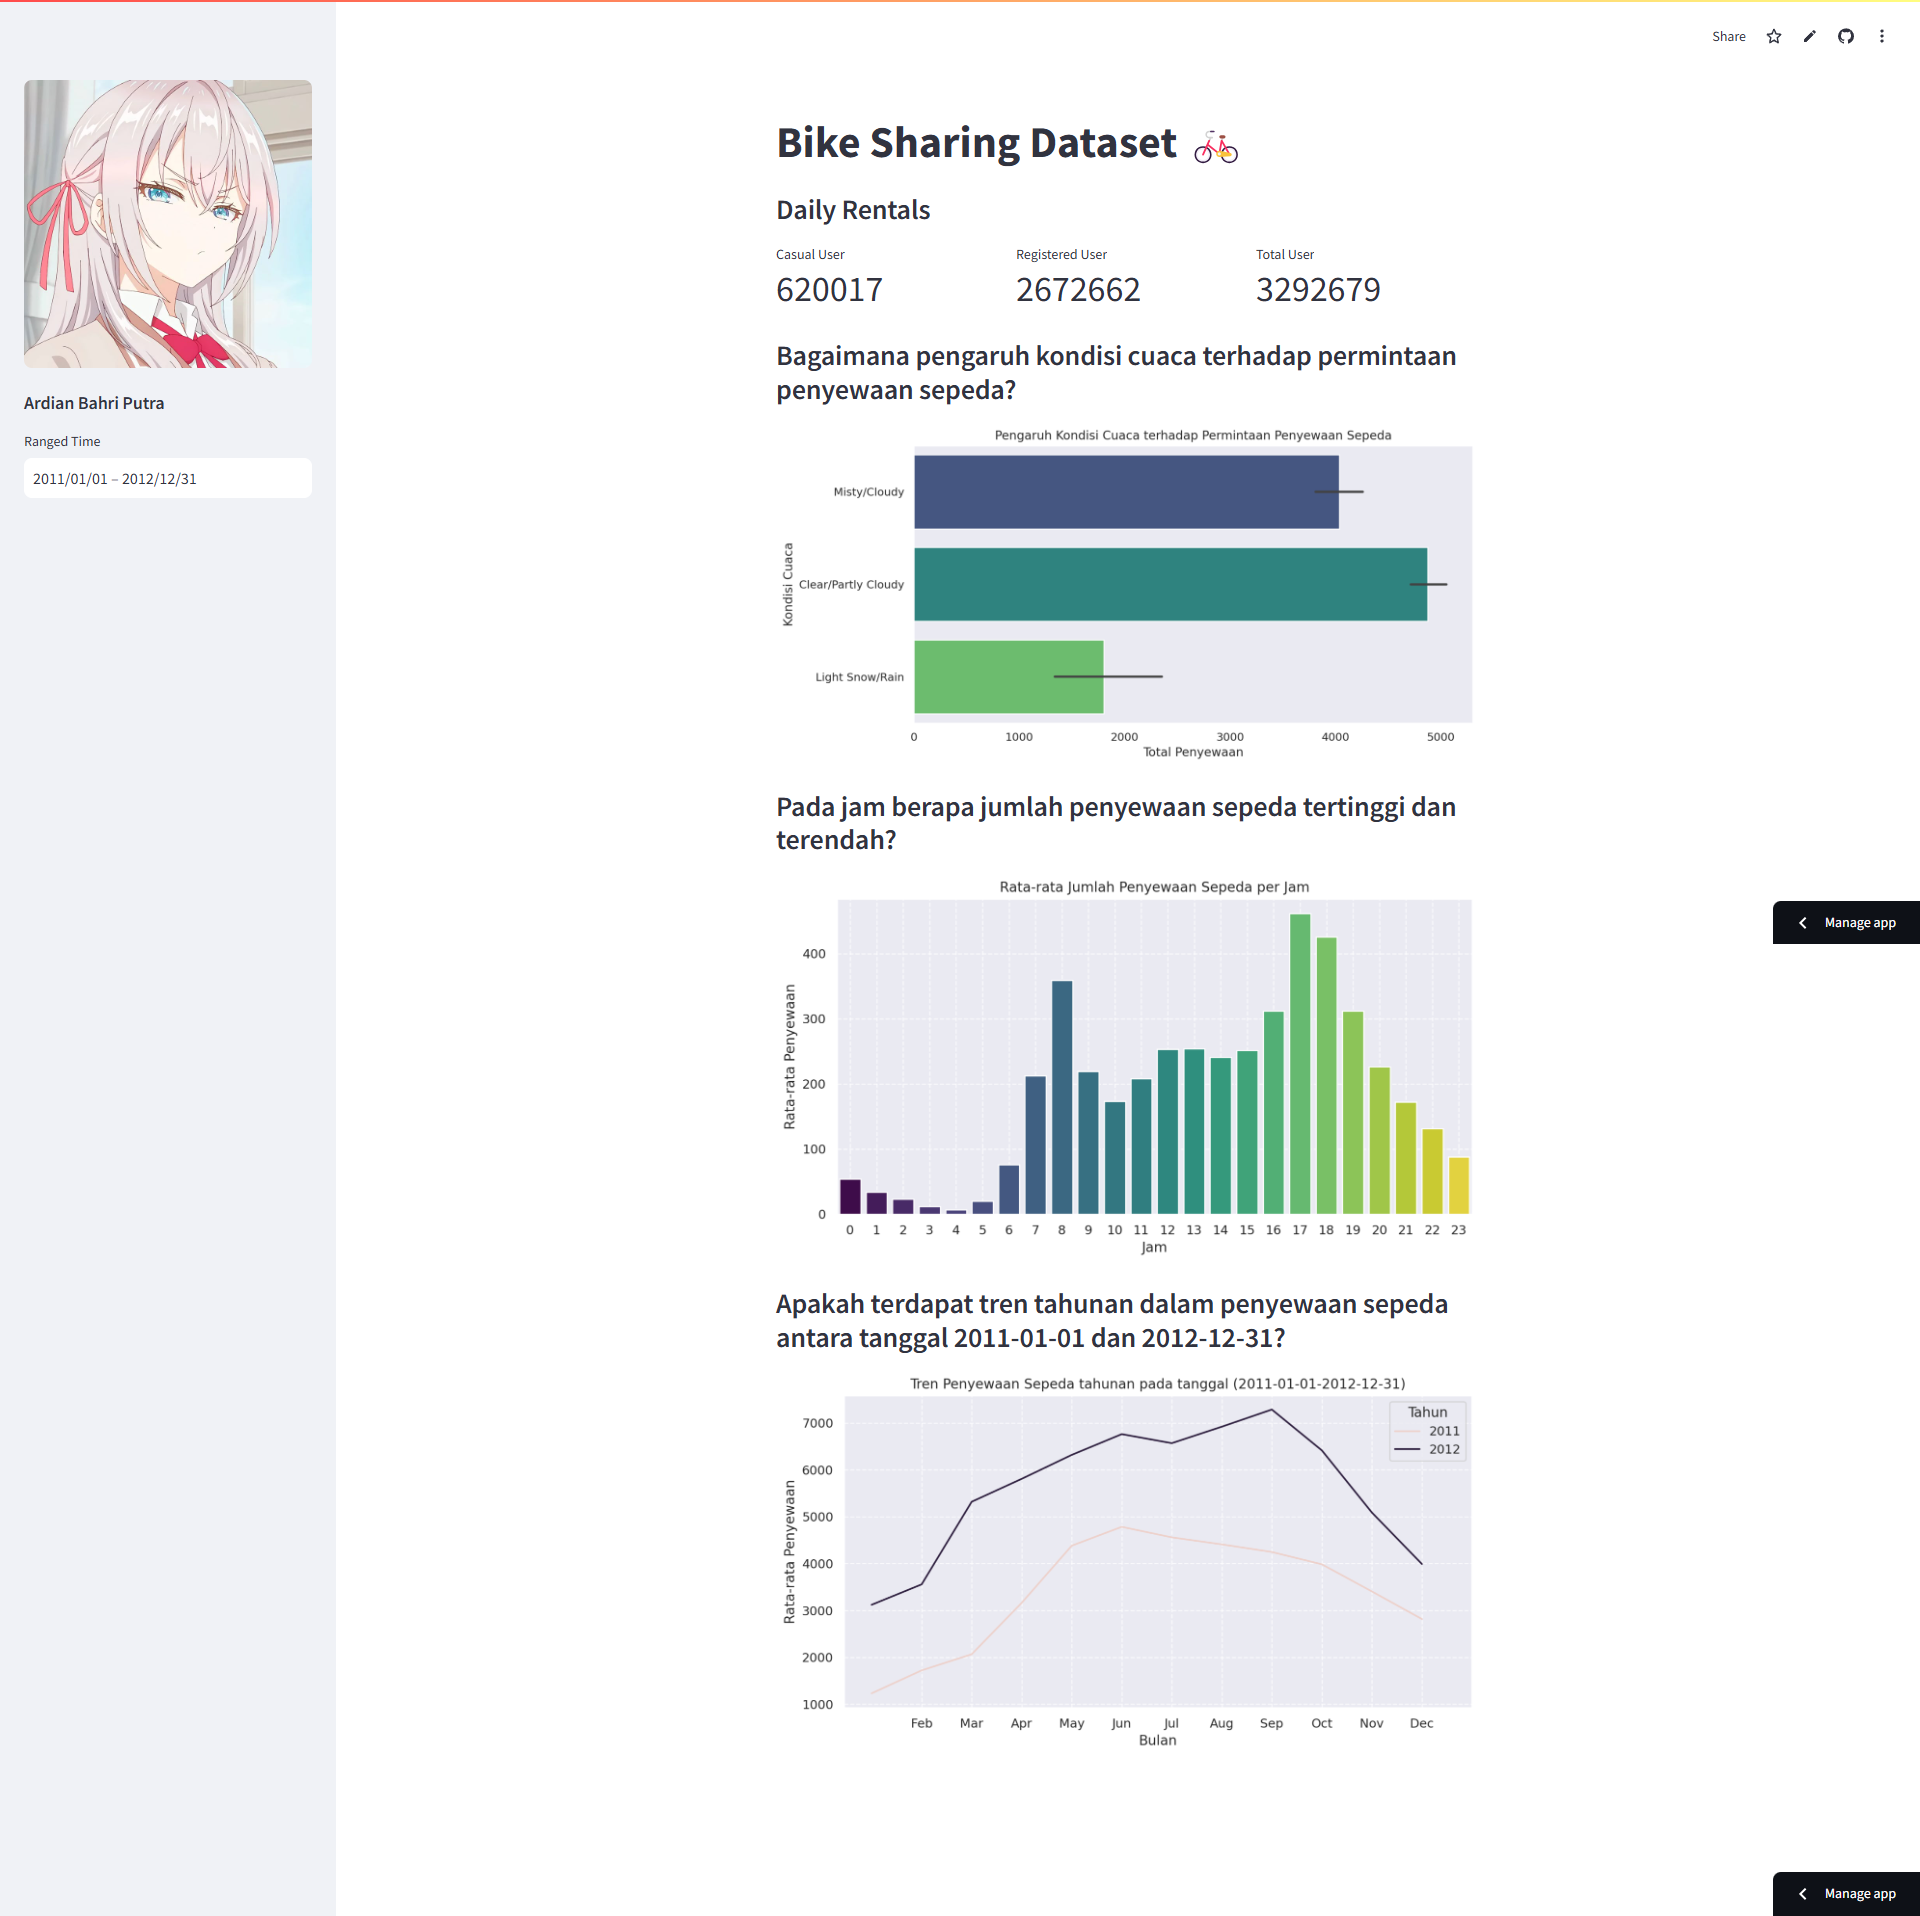 Share
Ardian Bahri Putra
Ranged Time
2011/01/01 – 2012/12/31
Bike Sharing Dataset
Daily Rentals
Casual User
620017
Registered User
2672662
Total User
3292679
Bagaimana pengaruh kondisi cuaca terhadap permintaan
penyewaan sepeda?
Pengaruh Kondisi Cuaca terhadap Permintaan Penyewaan Sepeda
Kondisi Cuaca
Misty/Cloudy
Clear/Partly Cloudy
Light Snow/Rain
0 1000 2000 3000 4000 5000
Total Penyewaan
Pada jam berapa jumlah penyewaan sepeda tertinggi dan
terendah?
Rata-rata Jumlah Penyewaan Sepeda per Jam
Rata-rata Penyewaan
400
300
200
100
0
0 1 2 3 4 5 6 7 8 9 10 11 12 13 14 15 16 17 18 19 20 21 22 23
Jam
Manage app
Apakah terdapat tren tahunan dalam penyewaan sepeda
antara tanggal 2011-01-01 dan 2012-12-31?
Tren Penyewaan Sepeda tahunan pada tanggal (2011-01-01-2012-12-31)
Tahun
2011
2012
Rata-rata Penyewaan
7000
6000
5000
4000
3000
2000
1000
Feb Mar Apr May Jun Jul Aug Sep Oct Nov Dec
Bulan
Manage app